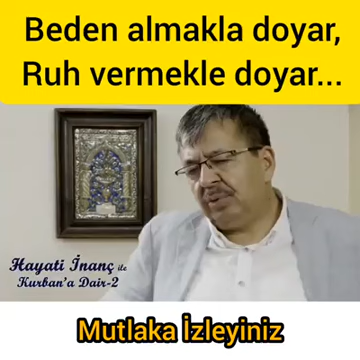 Beden almakla doyar,
Ruh vermekle doyar...
Hayati İnanç ile
Kurban'a Dair-2
Mutlaka İzleyiniz